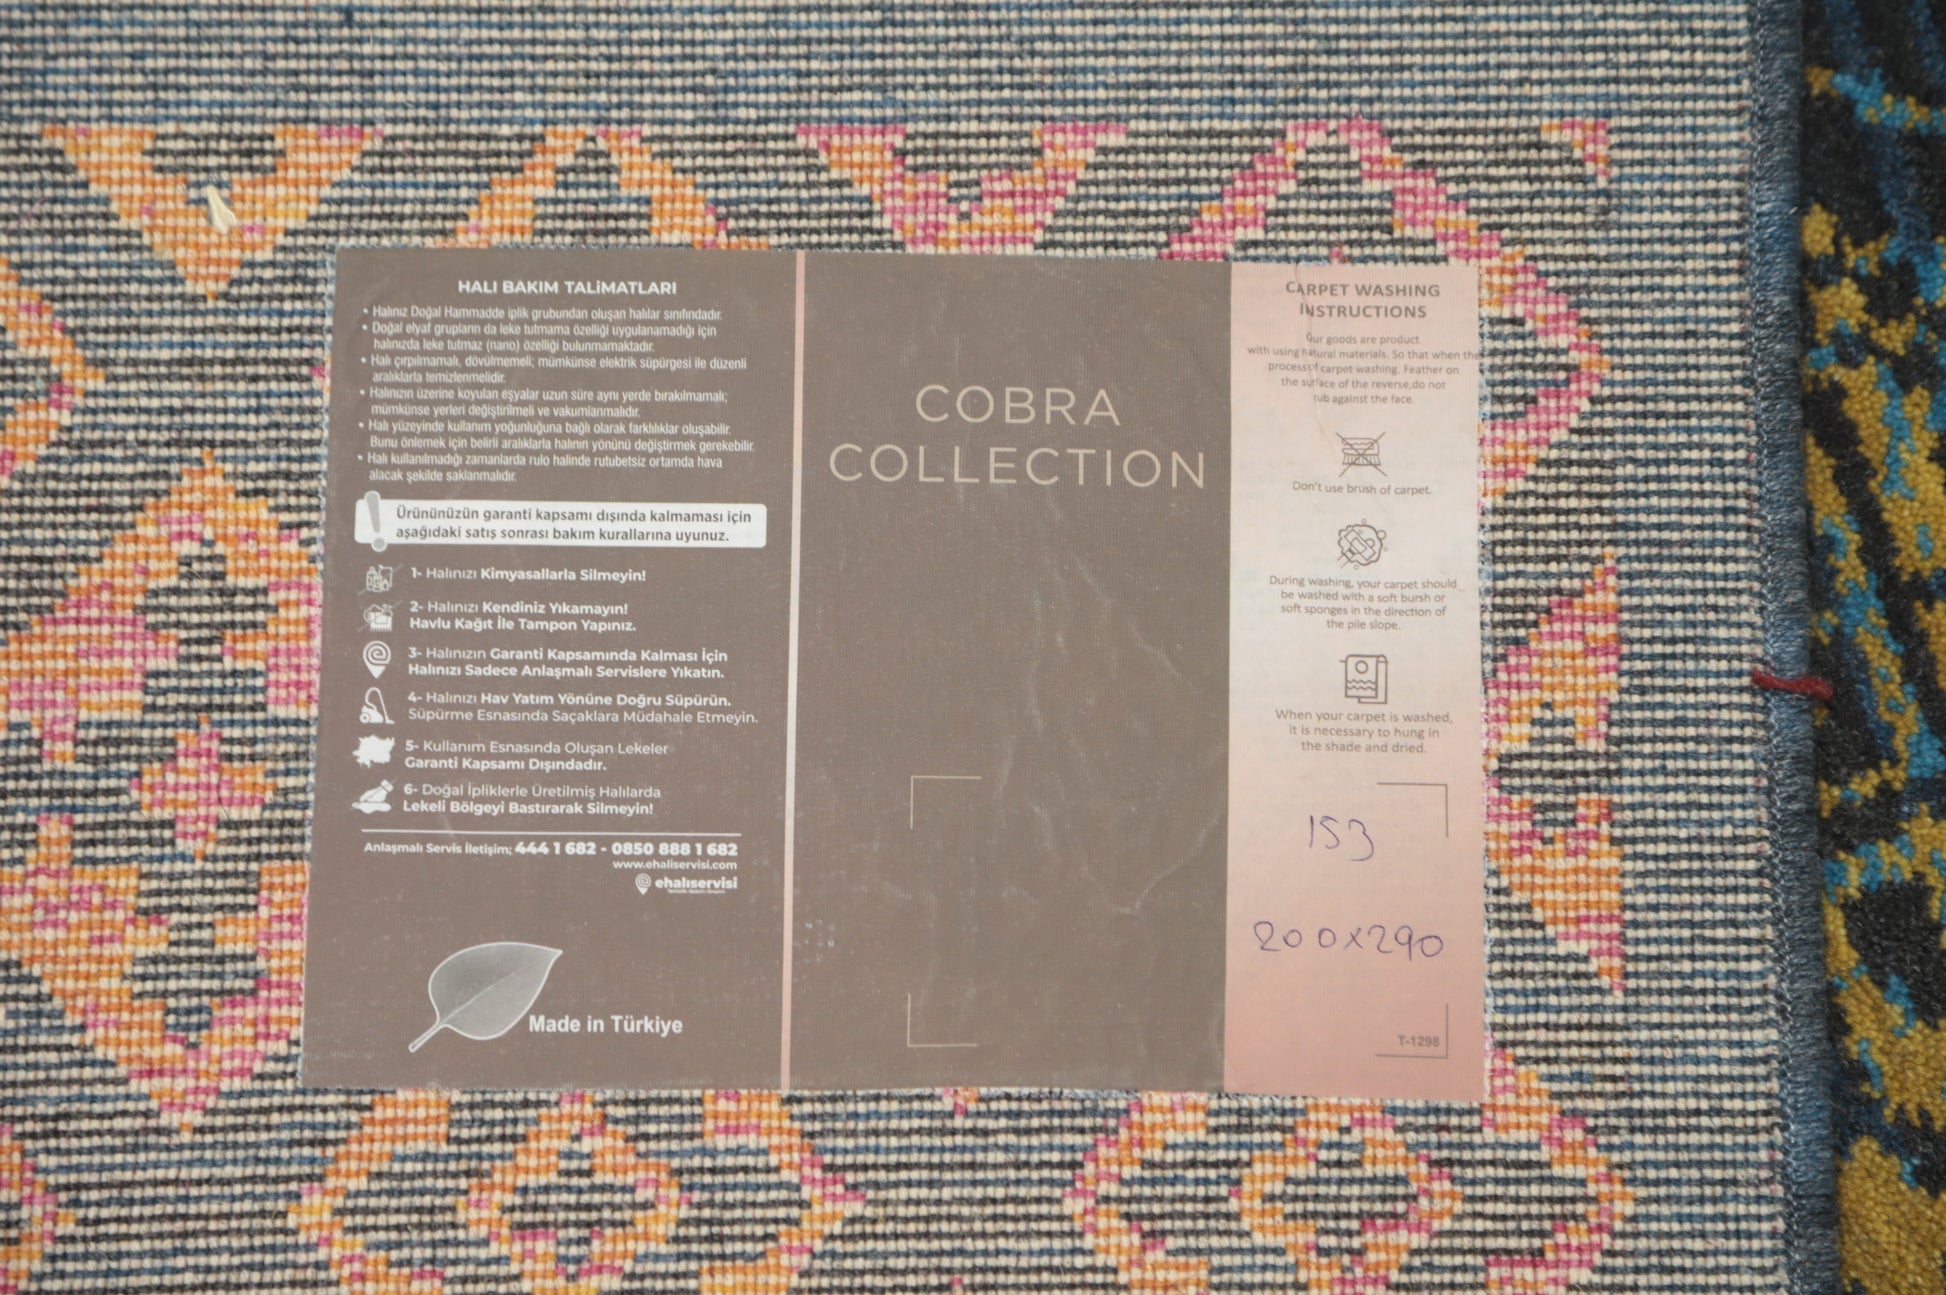 HALI BAKIM TALİMATLARI
• Halınız Doğal Hammadde iplik grubundan oluşan halılar sınıfındadır.
• Doğal elyaf grupların da leke tutmama özelliği uygulanamadığı için
halınızda leke tutmaz (nano) özelliği bulunmamaktadır.
• Halı çırpılmamalı, dövülmemeli; mümkünse elektrik süpürgesi ile düzenli
aralıklarla temizlenmelidir.
• Halınızın üzerine koyulan eşyalar uzun süre aynı yerde bırakılmamalı;
mümkünse yerleri değiştirilmeli ve vakumlanmalıdır.
• Halı yüzeyinde kullanım yoğunluğuna bağlı olarak farklılıklar oluşabilir.
Bunu önlemek için belirli aralıklarla halının yönünü değiştirmek gerekebilir.
• Halı kullanılmadığı zamanlarda rulo halinde rutubetsiz ortamda hava
alacak şekilde saklanmalıdır.
Ürününüzün garanti kapsamı dışında kalmaması için
aşağıdaki satış sonrası bakım kurallarına uyunuz.
1- Halınızı Kimyasallarla Silmeyin!
2- Halınızı Kendiniz Yıkamayın!
Havlu Kağıt İle Tampon Yapınız.
3- Halınızın Garanti Kapsamında Kalması İçin
Halınızı Sadece Anlaşmalı Servislere Yıkatın.
4- Halınızı Hav Yatım Yönüne Doğru Süpürün.
Süpürme Esnasında Saçaklara Müdahale Etmeyin.
5- Kullanım Esnasında Oluşan Lekeler
Garanti Kapsamı Dışındadır.
6- Doğal İpliklerle Üretilmiş Halılarda
Lekeli Bölgeyi Bastırarak Silmeyin!
Anlaşmalı Servis İletişim; 444 1 682 - 0850 888 1 682
www.ehaliservisi.com
ehalıservisi
Made in Türkiye
COBRA
COLLECTION
CARPET WASHING
INSTRUCTIONS
Our goods are product
with using natural materials. So that when the
process of carpet washing. Feather on
the surface of the reverse,do not
rub against the face.
Don't use brush of carpet.
During washing, your carpet should
be washed with a soft bursh or
soft sponges in the direction of
the pile slope.
When your carpet is washed,
it is necessary to hung in
the shade and dried.
153
200x290
T-1298